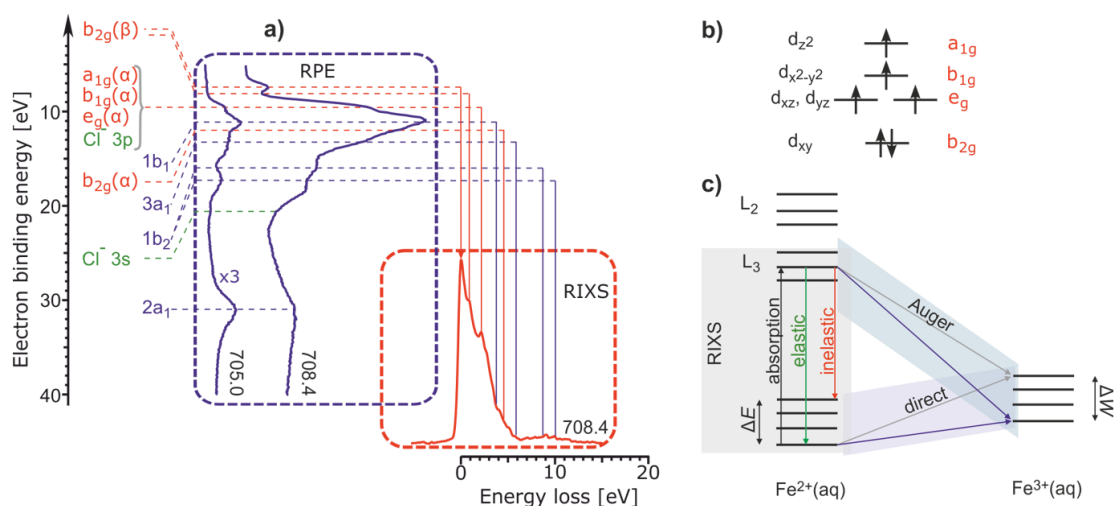 a)
Electron binding energy [eV]
10
20
30
40
b2g(β)
a1g(α)
b1g(α)
eg(α)
Cl⁻ 3p
1b1
b2g(α)
3a1
1b2
Cl⁻ 3s
2a1
RPE
x3
705.0
708.4
RIXS
708.4
0
10
20
Energy loss [eV]
b)
dz2
a1g
dx2-y2
b1g
dxz, dyz
eg
dxy
b2g
c)
L2
L3
RIXS
absorption
elastic
inelastic
Auger
direct
ΔE
ΔW
Fe2+(aq)
Fe3+(aq)